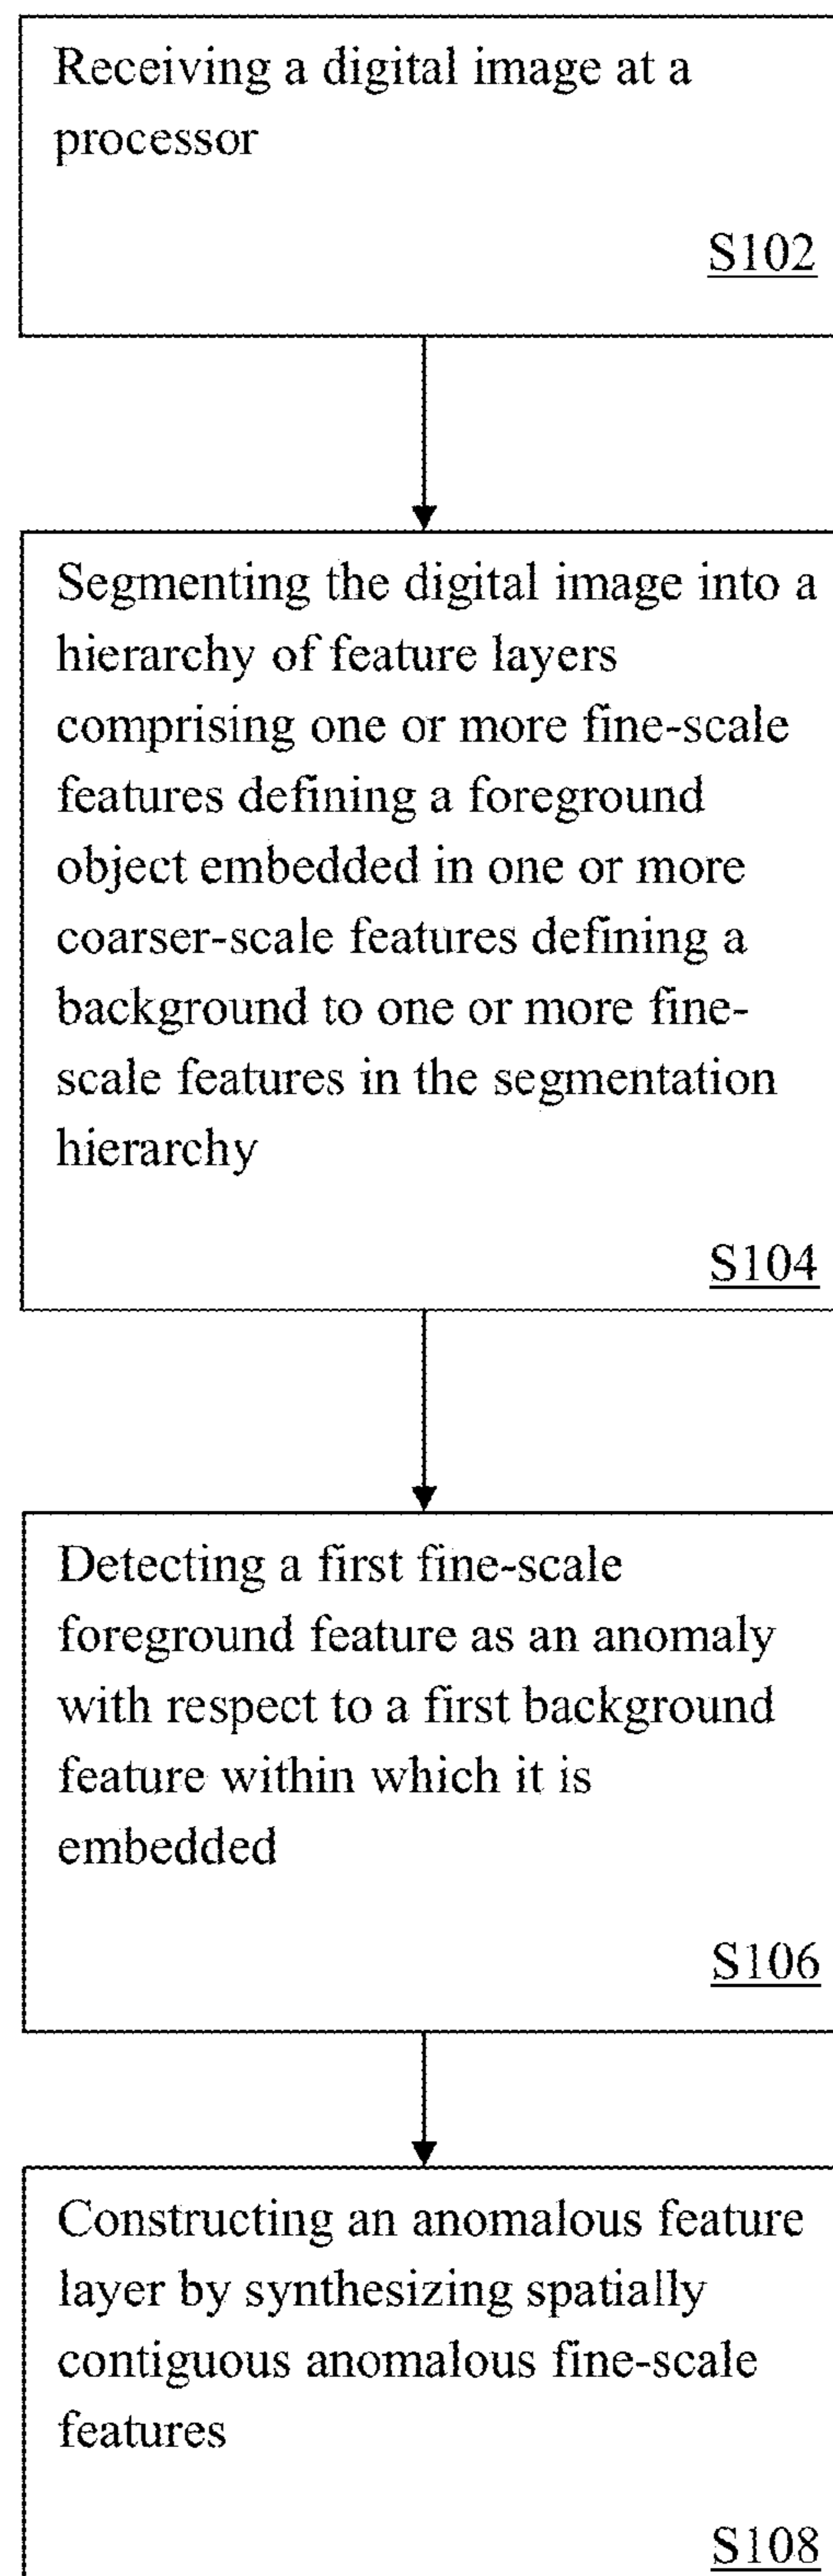 Receiving a digital image at a
processor
S102
Segmenting the digital image into a
hierarchy of feature layers
comprising one or more fine-scale
features defining a foreground
object embedded in one or more
coarser-scale features defining a
background to one or more fine-
scale features in the segmentation
hierarchy
S104
Detecting a first fine-scale
foreground feature as an anomaly
with respect to a first background
feature within which it is
embedded
S106
Constructing an anomalous feature
layer by synthesizing spatially
contiguous anomalous fine-scale
features
S108